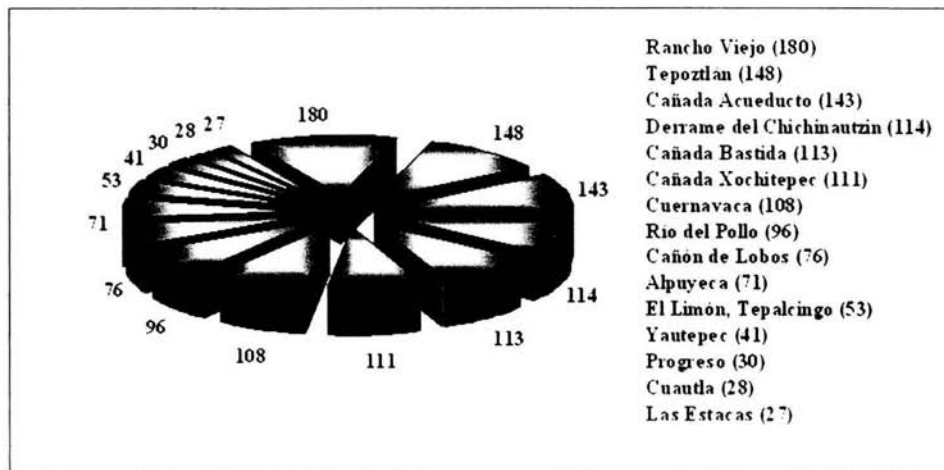 180
148
143
114
113
111
108
96
76
71
53
41
30
28
27
Rancho Viejo (180)
Tepoztlán (148)
Cañada Acueducto (143)
Derrame del Chichinautzin (114)
Cañada Bastida (113)
Cañada Xochitepec (111)
Cuernavaca (108)
Río del Pollo (96)
Cañón de Lobos (76)
Alpuyeca (71)
El Limón, Tepalcingo (53)
Yautepec (41)
Progreso (30)
Cuautla (28)
Las Estacas (27)